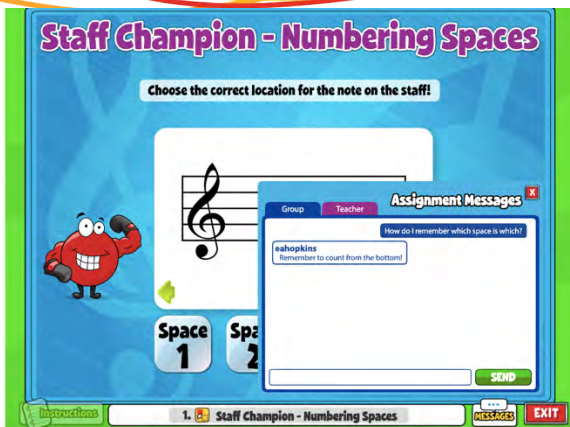 Staff Champion - Numbering Spaces
Choose the correct location for the note on the staff!
Group
Teacher
Assignment Messages
X
How do I remember which space is which?
eahopkins
Remember to count from the bottom!
Space
1
Spa
2
SEND
Instructions
1. Staff Champion - Numbering Spaces
MESSAGES
EXIT